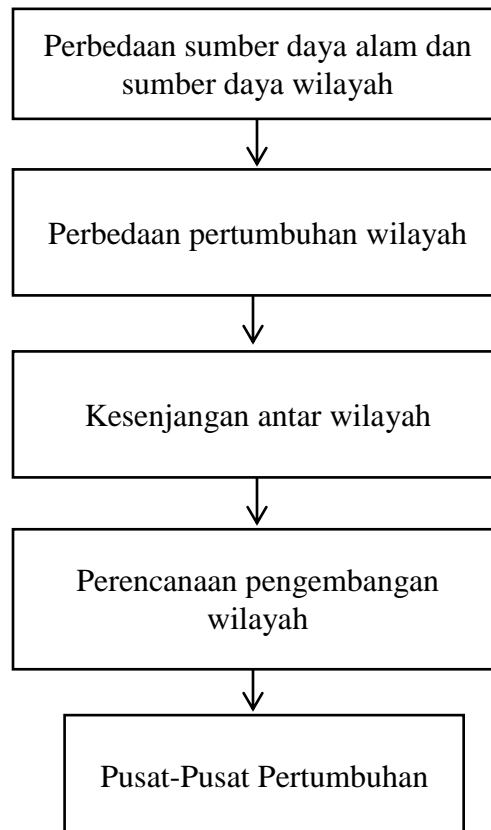 Perbedaan sumber daya alam dan
sumber daya wilayah
Perbedaan pertumbuhan wilayah
Kesenjangan antar wilayah
Perencanaan pengembangan
wilayah
Pusat-Pusat Pertumbuhan